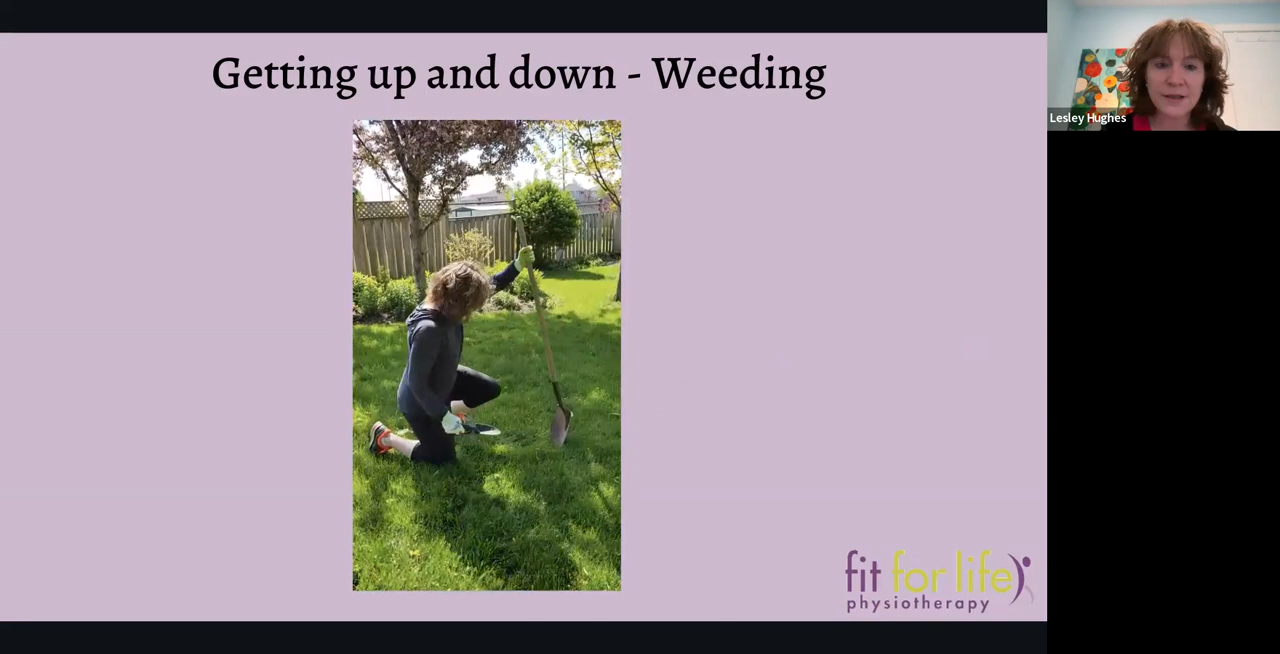 Getting up and down - Weeding
Lesley Hughes
fit for life
physiotherapy